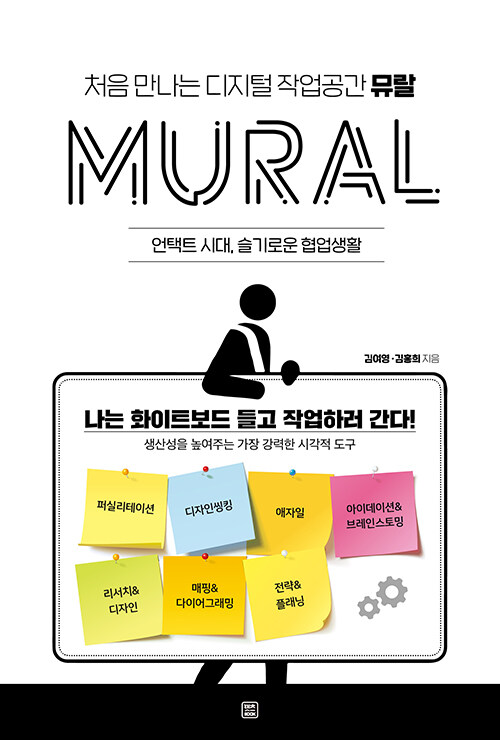 처음 만나는 디지털 작업공간 뮤랄
MURAL
언택트 시대, 슬기로운 협업생활
김여영·김홍희 지음
나는 화이트보드 들고 작업하러 간다!
생산성을 높여주는 가장 강력한 시각적 도구
퍼실리테이션
디자인씽킹
애자일
아이데이션&
브레인스토밍
리서치&
디자인
매핑&
다이어그래밍
전략&
플래닝
BOOK